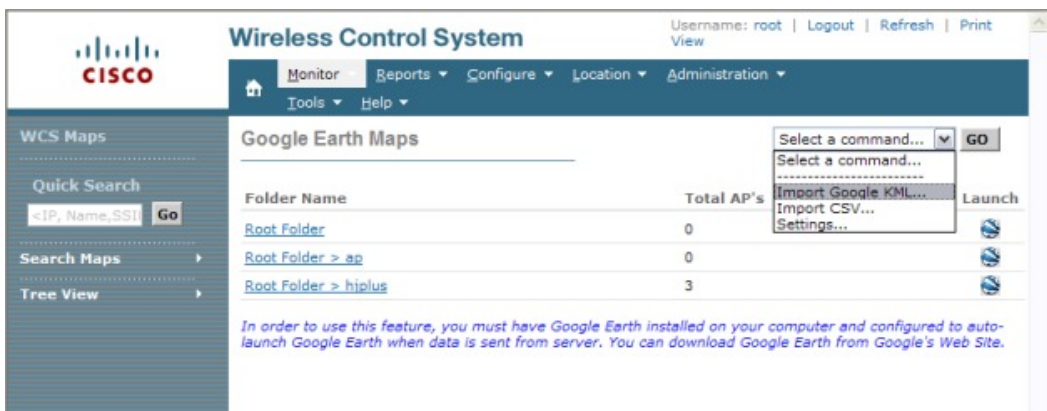 CISCO
Wireless Control System
Username: root | Logout | Refresh | Print
View
Monitor Reports Configure Location Administration
Tools Help
WCS Maps
Quick Search
<IP, Name,SSI Go
Search Maps
Tree View
Google Earth Maps
Select a command... GO
Select a command...
------------------------
Import Google KML...
Import CSV...
Settings...
Folder Name Total AP's Launch
Root Folder 0
Root Folder > ap 0
Root Folder > hjplus 3
In order to use this feature, you must have Google Earth installed on your computer and configured to auto-
launch Google Earth when data is sent from server. You can download Google Earth from Google's Web Site.